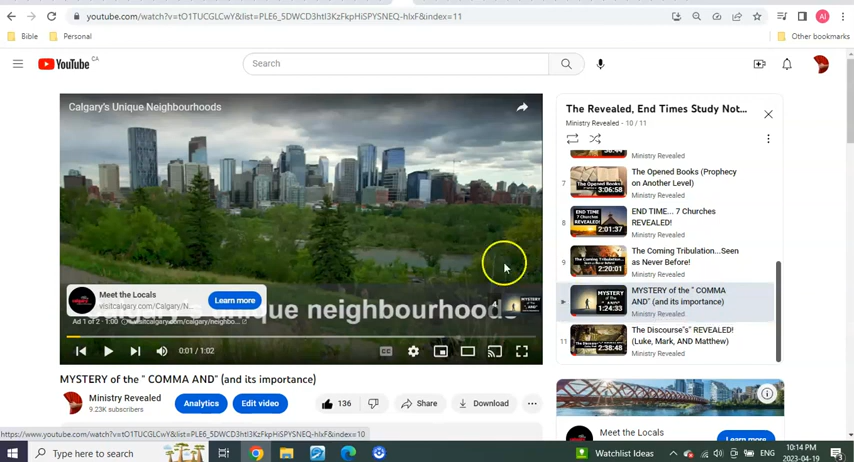 youtube.com/watch?v=tO1TUCGLCwY&list=PLE6_5DWCD3htI3KzFkpHiSPYSNEQ-hlxF&index=11
Bible
Personal
Other bookmarks
YouTube CA
Search
Calgary's Unique Neighbourhoods
Meet the Locals
visitcalgary.com/Calgary/N...
Learn more
unique neighbourhoods
Ad 1 of 2 · 1:00
visitcalgary.com/calgary/neighbo...
0:01 / 1:02
MYSTERY of the " COMMA AND" (and its importance)
Ministry Revealed
9.23K subscribers
Analytics
Edit video
136
Share
Download
The Revealed, End Times Study Not...
Ministry Revealed - 10 / 11
Ministry Revealed
7
3:06:58
The Opened Books (Prophecy
on Another Level)
Ministry Revealed
8
END TIME
7 Churches
REVEALED
2:01:37
END TIME... 7 Churches
REVEALED!
Ministry Revealed
9
2:20:01
The Coming Tribulation...Seen
as Never Before!
Ministry Revealed
MYSTERY
1:24:33
MYSTERY of the " COMMA
AND" (and its importance)
Ministry Revealed
11
2:38:48
The Discourse"s" REVEALED!
(Luke, Mark, AND Matthew)
Ministry Revealed
Meet the Locals
Learn more
https://www.youtube.com/watch?v=tO1TUCGLCwY&list=PLE6_5DWCD3htI3KzFkpHiSPYSNEQ-hlxF&index=10
Type here to search
Watchlist Ideas
ENG
10:14 PM
2023-04-19